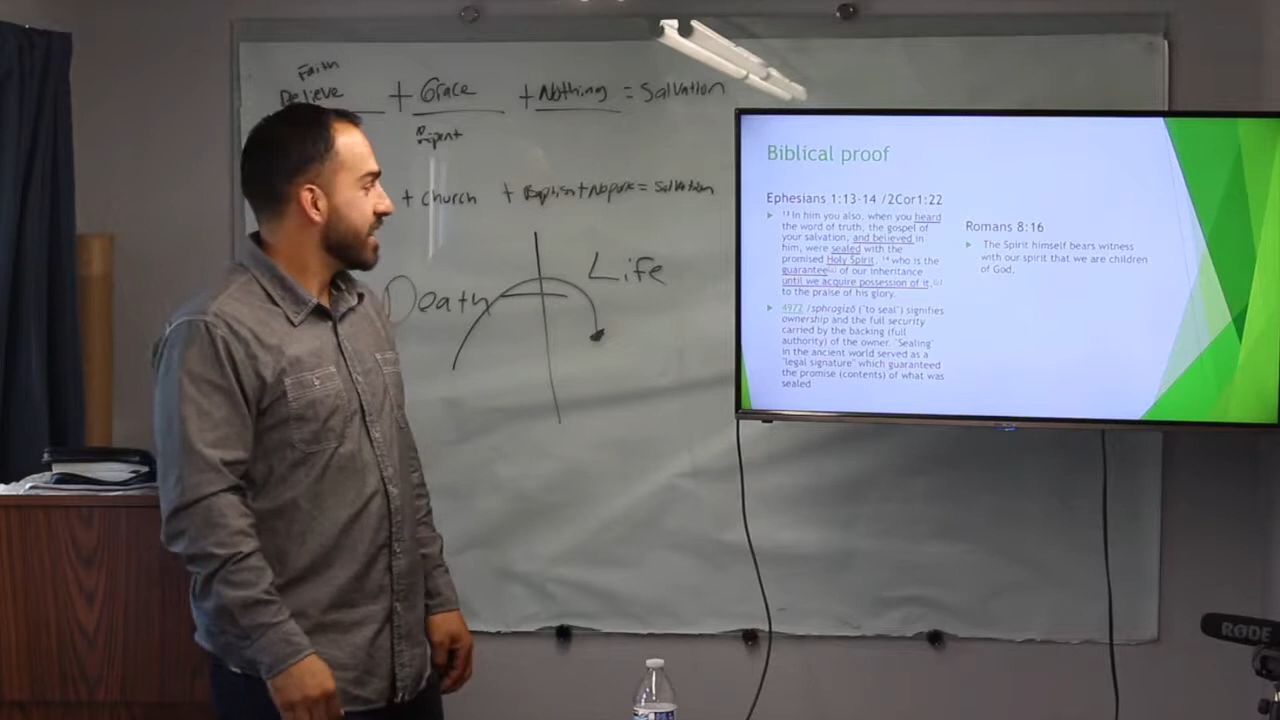 Faith
Believe + Grace + Nothing = Salvation
Repent
+ Church + Baptism + No pork = Salvation
Death
Life
Biblical proof
Ephesians 1:13-14 /2Cor1:22
13 In him you also, when you heard
the word of truth, the gospel of
your salvation, and believed in
him, were sealed with the
promised Holy Spirit, 14 who is the
guarantee of our inheritance
until we acquire possession of it,
to the praise of his glory.
4972 /sphragízō ("to seal") signifies
ownership and the full security
carried by the backing (full
authority) of the owner. "Sealing"
in the ancient world served as a
"legal signature" which guaranteed
the promise (contents) of what was
sealed
Romans 8:16
The Spirit himself bears witness
with our spirit that we are children
of God,
RØDE